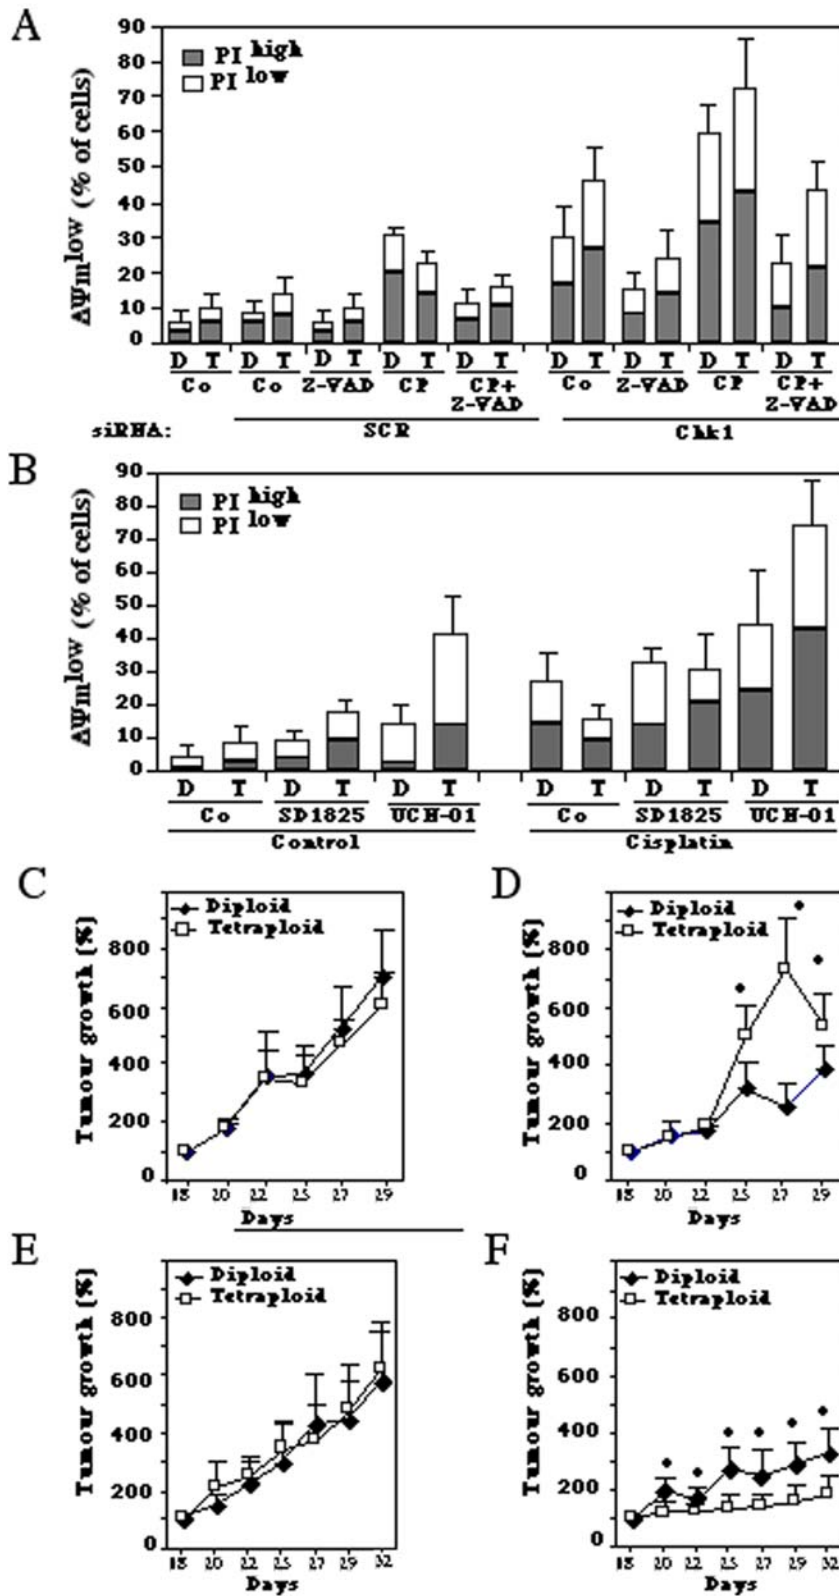 A
90
80
70
60
50
40
30
20
10
0
ΔΨm low (% of cells)
PI high
PI low
D T D T D T D T D T D T D T D T D T
Co Co Z-VAD CP CP+ Z-VAD Co Z-VAD CP CP+ Z-VAD
siRNA: SCR Chk1
B
90
80
70
60
50
40
30
20
10
0
ΔΨm low (% of cells)
PI high
PI low
D T D T D T D T D T D T
Co SD1825 UCH-01 Co SD1825 UCH-01
Control Cisplatin
C
Tumour growth (%)
Diploid
Tetraploid
800
600
400
200
0
18 20 22 25 27 29
Days
D
Tumour growth (%)
Diploid
Tetraploid
800
600
400
200
0
18 20 22 25 27 29
Days
E
Tumour growth (%)
Diploid
Tetraploid
800
600
400
200
0
18 20 22 25 27 29 32
Days
F
Tumour growth (%)
Diploid
Tetraploid
800
600
400
200
0
18 20 22 25 27 29 32
Days